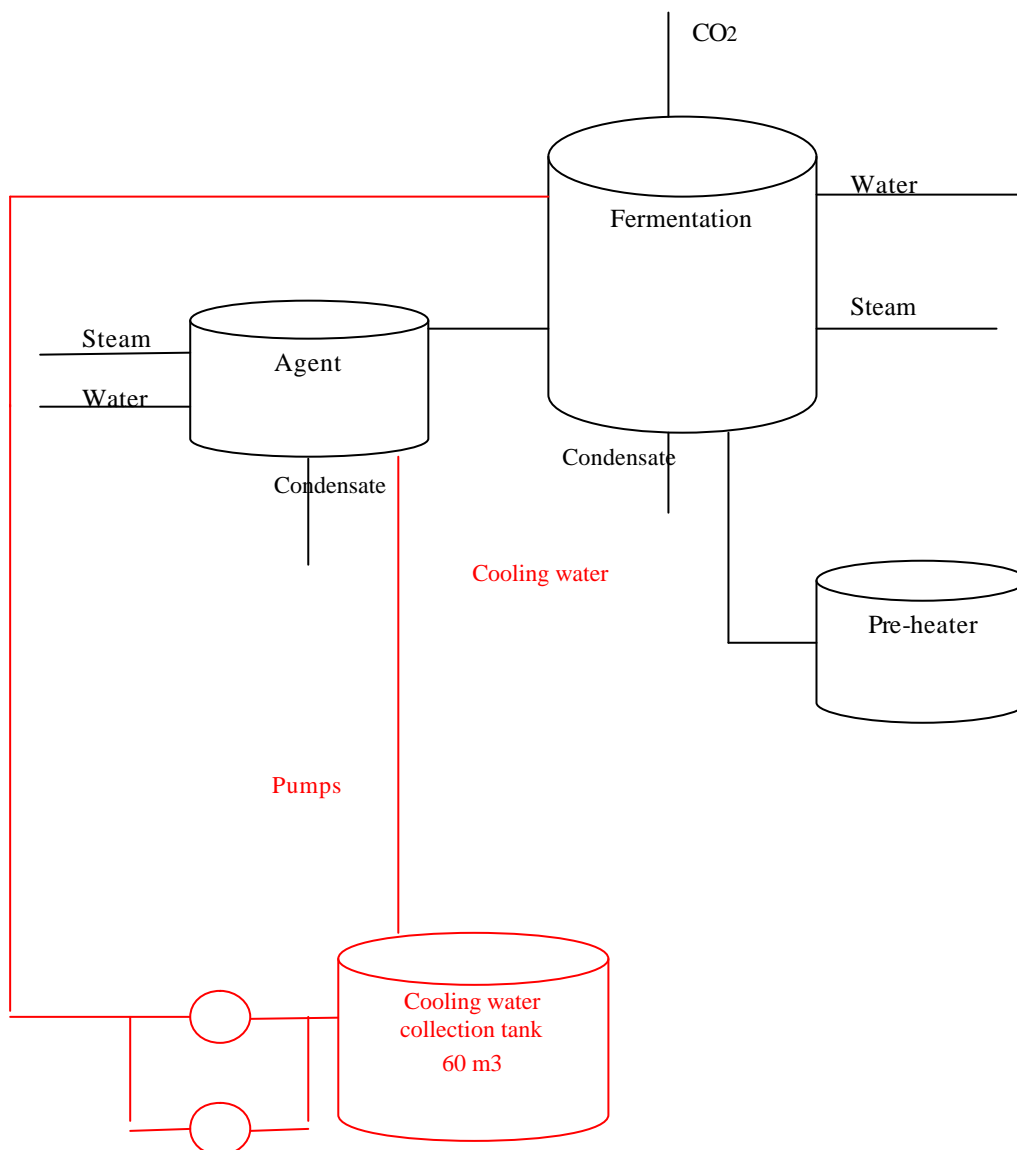 CO2
Water
Fermentation
Steam
Steam
Agent
Water
Condensate
Condensate
Cooling water
Pre-heater
Pumps
Cooling water
collection tank
60 m3